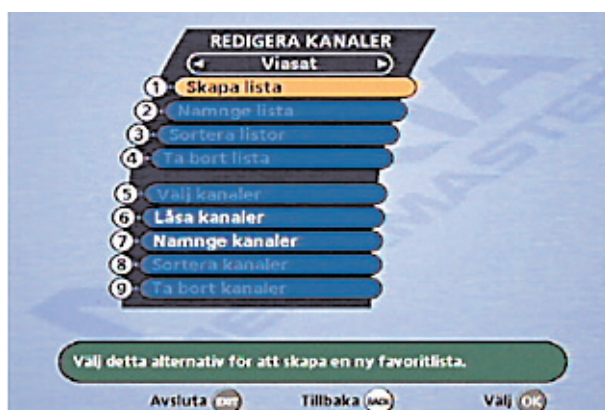 REDIGERA KANALER
Viasat
1 Skapa lista
2 Namnge lista
3 Sortera listor
4 Ta bort lista
5 Välj kanaler
6 Låsa kanaler
7 Namnge kanaler
8 Sortera kanaler
9 Ta bort kanaler
Välj detta alternativ för att skapa en ny favoritlista.
Avsluta EXIT Tillbaka BACK Välj OK